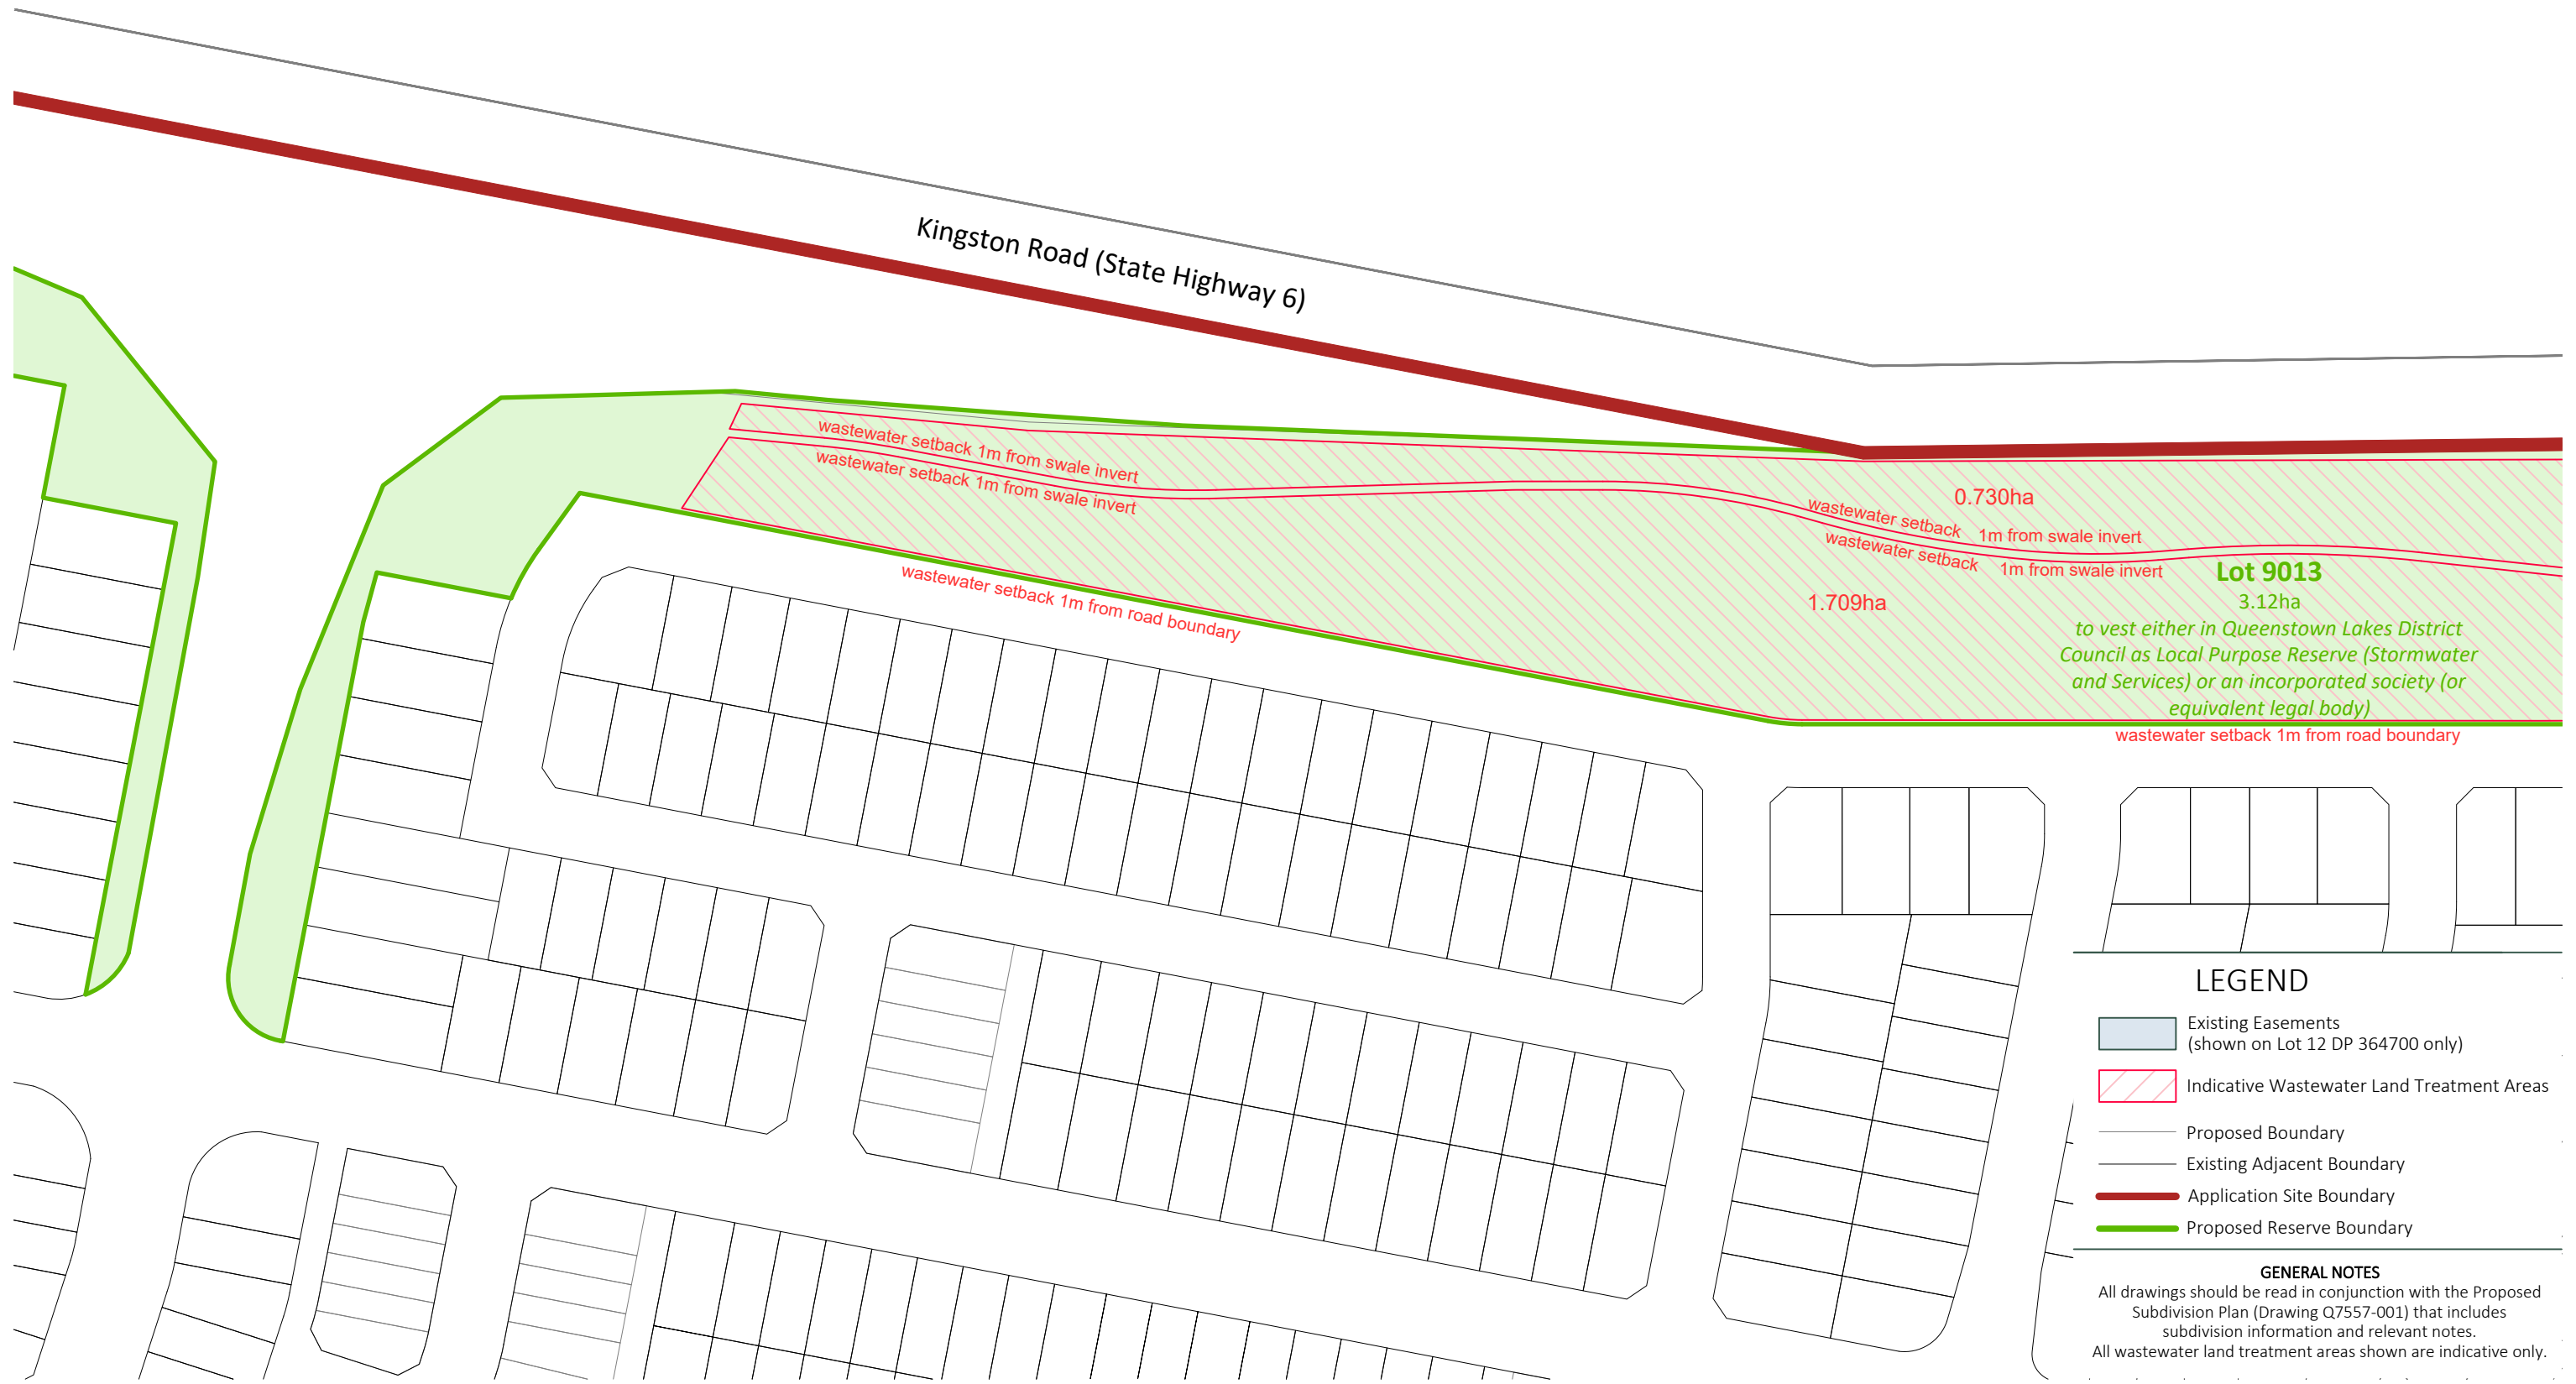 Kingston Road (State Highway 6)
wastewater setback 1m from swale invert
wastewater setback 1m from swale invert
wastewater setback 1m from road boundary
0.730ha
wastewater setback 1m from swale invert
wastewater setback 1m from swale invert
1.709ha
Lot 9013
3.12ha
to vest either in Queenstown Lakes District
Council as Local Purpose Reserve (Stormwater
and Services) or an incorporated society (or
equivalent legal body)
wastewater setback 1m from road boundary
LEGEND
Existing Easements
(shown on Lot 12 DP 364700 only)
Indicative Wastewater Land Treatment Areas
Proposed Boundary
Existing Adjacent Boundary
Application Site Boundary
Proposed Reserve Boundary
GENERAL NOTES
All drawings should be read in conjunction with the Proposed
Subdivision Plan (Drawing Q7557-001) that includes
subdivision information and relevant notes.
All wastewater land treatment areas shown are indicative only.